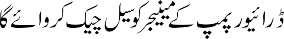 ڈرائیور پمپ کے مینیجر کو سیل چیک کروائے گا